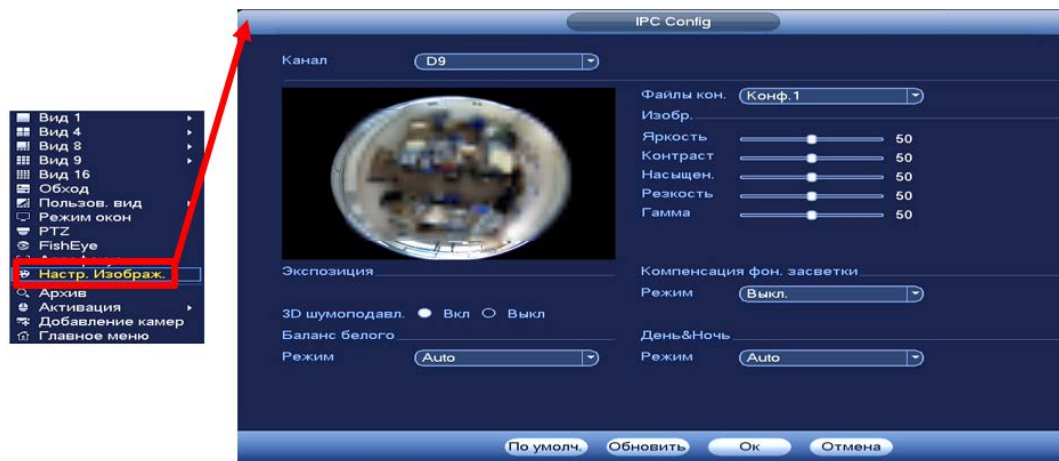 Вид 1
Вид 4
Вид 8
Вид 9
Вид 16
Обход
Пользов. вид
Режим окон
PTZ
FishEye
Настр. Изображ.
Архив
Активация
Добавление камер
Главное меню
IPC Config
Канал D9
Файлы кон. Конф.1
Изобр.
Яркость 50
Контраст 50
Насыщен. 50
Резкость 50
Гамма 50
Экспозиция
Компенсация фон. засветки
Режим Выкл.
3D шумоподавл. Вкл Выкл
Баланс белого
День&Ночь
Режим Auto
Режим Auto
По умолч. Обновить Ок Отмена